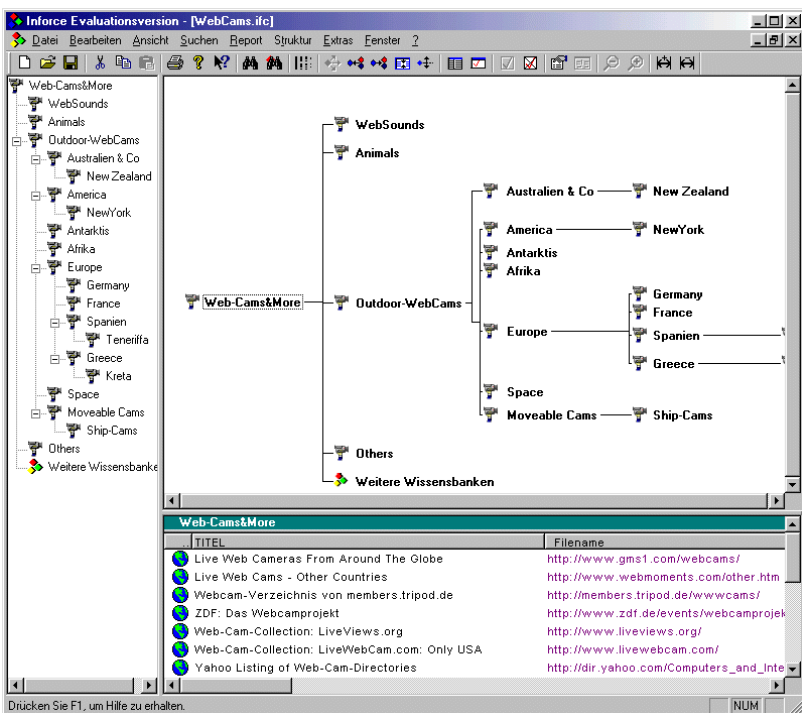 Inforce Evaluationsversion - [WebCams.ifc]
Datei Bearbeiten Ansicht Suchen Report Struktur Extras Fenster ?
Web-Cams&More
WebSounds
Animals
Outdoor-WebCams
Australien & Co
New Zealand
America
NewYork
Antarktis
Afrika
Europe
Germany
France
Spanien
Teneriffa
Greece
Kreta
Space
Moveable Cams
Ship-Cams
Others
Weitere Wissensbanke
WebSounds
Animals
Australien & Co New Zealand
America NewYork
Antarktis
Afrika
Germany
Web-Cams&More Outdoor-WebCams
France
Europe Spanien
Greece
Space
Moveable Cams Ship-Cams
Others
Weitere Wissensbanken
Web-Cams&More
.. TITEL Filename
Live Web Cameras From Around The Globe http://www.gms1.com/webcams/
Live Web Cams - Other Countries http://www.webmoments.com/other.htm
Webcam-Verzeichnis von members.tripod.de http://members.tripod.de/wwwcams/
ZDF: Das Webcamprojekt http://www.zdf.de/events/webcamprojek
Web-Cam-Collection: LiveViews.org http://www.liveviews.org/
Web-Cam-Collection: LiveWebCam.com: Only USA http://www.livewebcam.com/
Yahoo Listing of Web-Cam-Directories http://dir.yahoo.com/Computers_and_Inte
Drücken Sie F1, um Hilfe zu erhalten. NUM